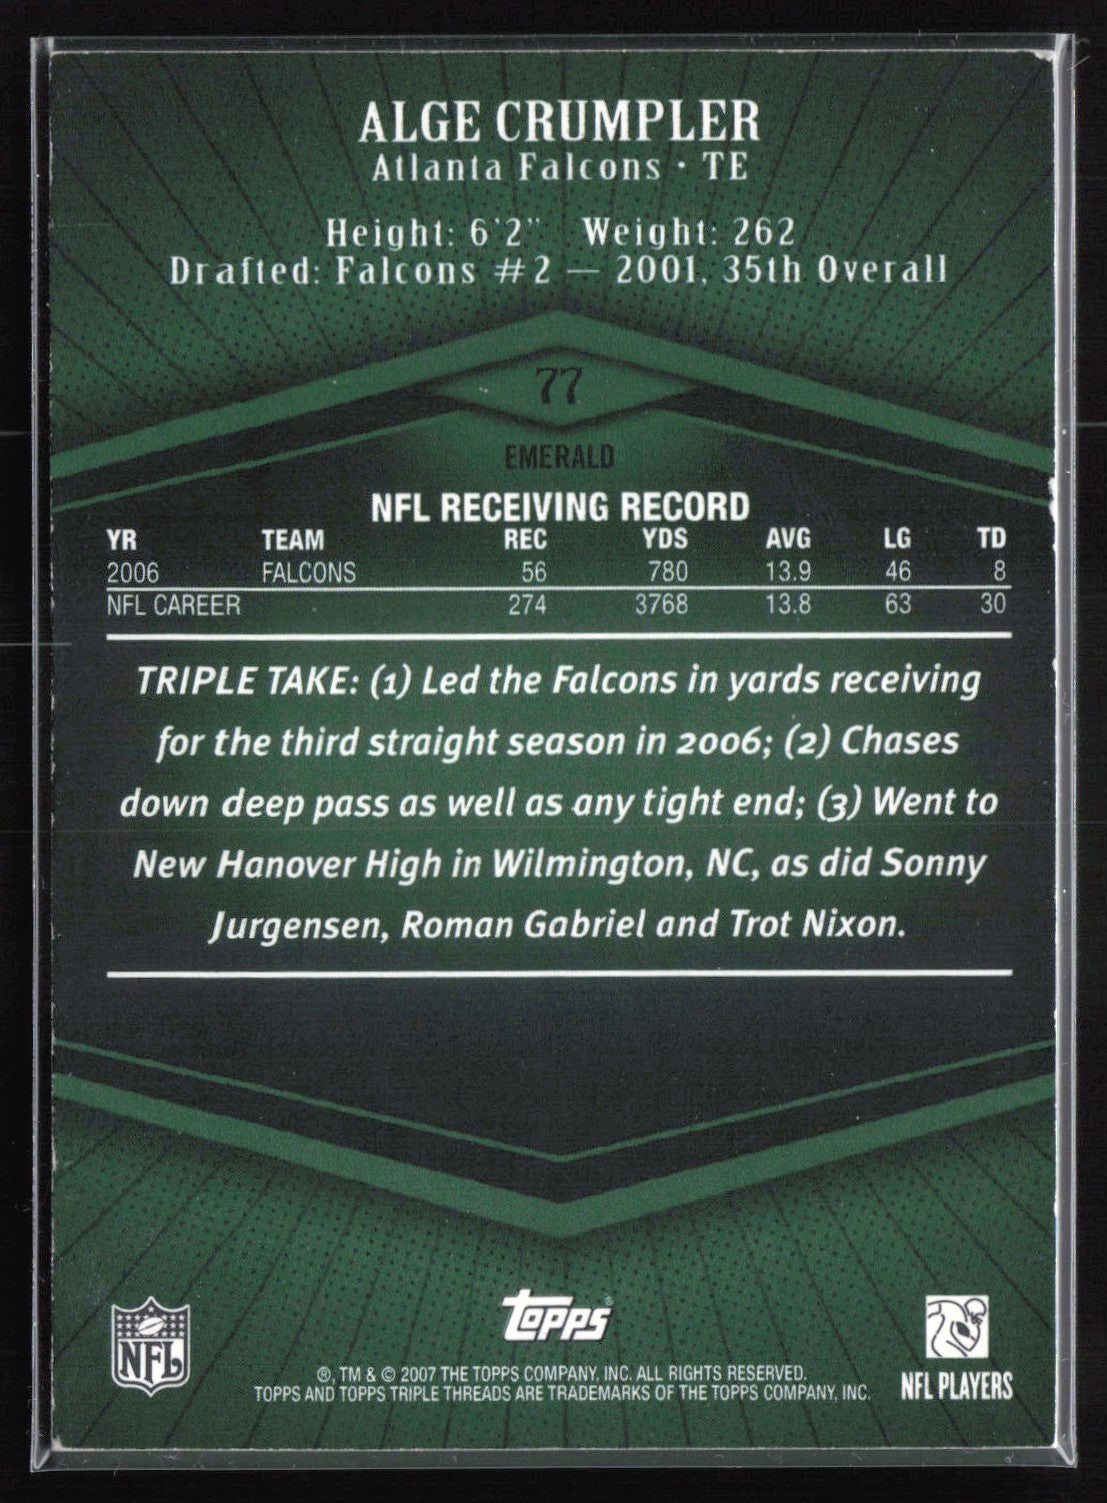 ALGE CRUMPLER
Atlanta Falcons · TE
Height: 6'2" Weight: 262
Drafted: Falcons #2 — 2001, 35th Overall
77
EMERALD
NFL RECEIVING RECORD
YR TEAM REC YDS AVG LG TD
2006 FALCONS 56 780 13.9 46 8
NFL CAREER 274 3768 13.8 63 30
TRIPLE TAKE: (1) Led the Falcons in yards receiving
for the third straight season in 2006; (2) Chases
down deep pass as well as any tight end; (3) Went to
New Hanover High in Wilmington, NC, as did Sonny
Jurgensen, Roman Gabriel and Trot Nixon.
NFL
Topps®
NFL PLAYERS
®, TM & © 2007 THE TOPPS COMPANY, INC. ALL RIGHTS RESERVED.
TOPPS AND TOPPS TRIPLE THREADS ARE TRADEMARKS OF THE TOPPS COMPANY, INC.